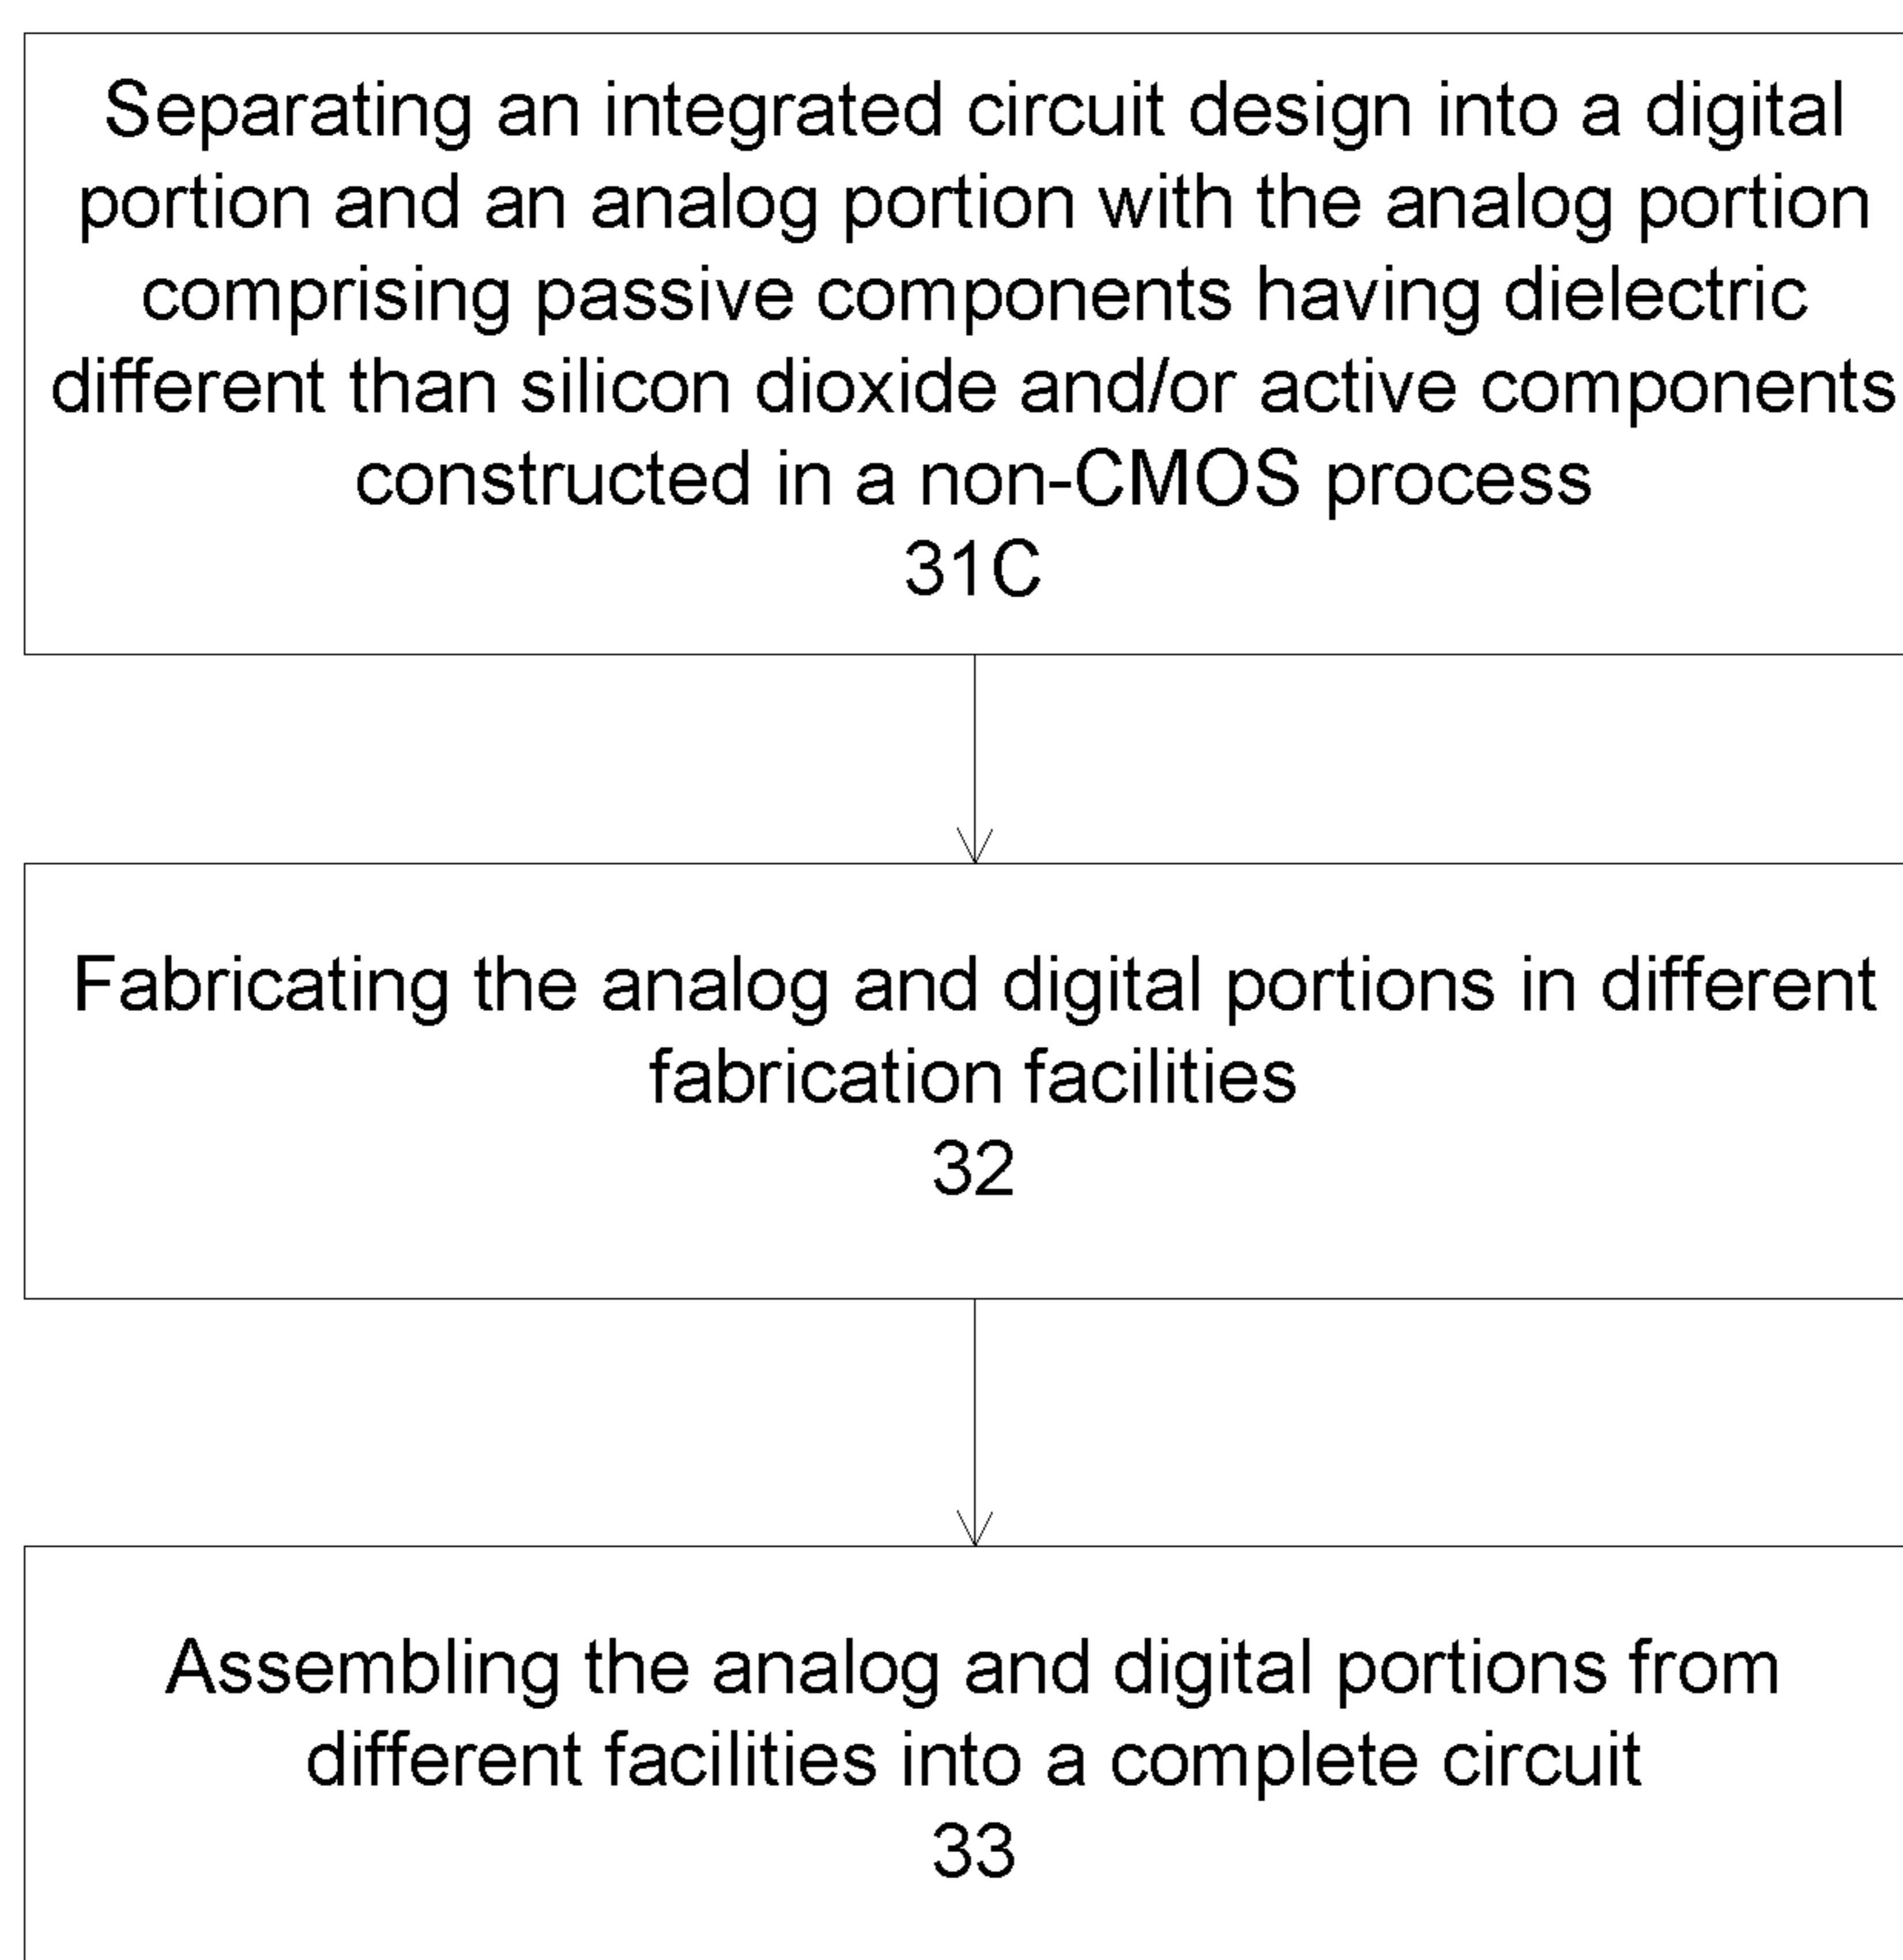 Separating an integrated circuit design into a digital
portion and an analog portion with the analog portion
comprising passive components having dielectric
different than silicon dioxide and/or active components
constructed in a non-CMOS process
31C
Fabricating the analog and digital portions in different
fabrication facilities
32
Assembling the analog and digital portions from
different facilities into a complete circuit
33